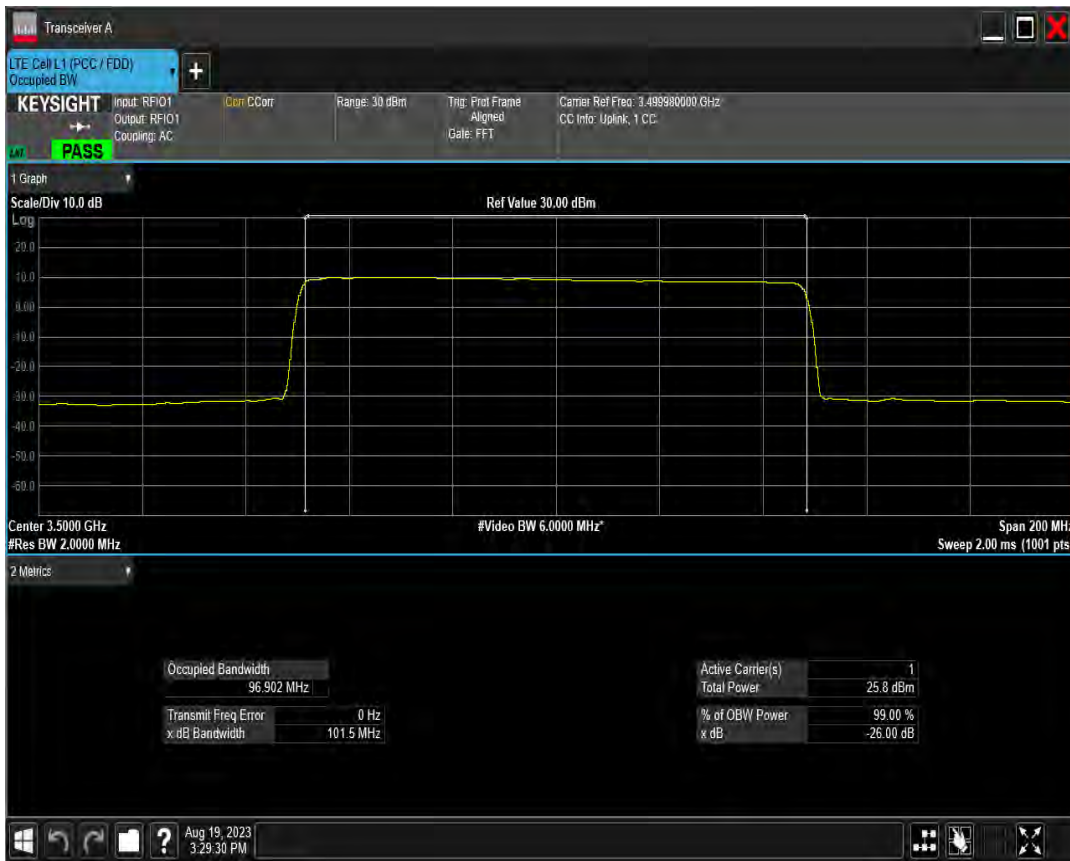 Transceiver A
LTE Cell L1 (PCC / FDD)
Occupied BW
+
KEYSIGHT
Input: RFIO1
Output: RFIO1
Coupling: AC
Corr CCorr
Range: 30 dBm
Trig: Prot Frame
Aligned
Gate: FFT
Carrier Ref Freq: 3.499980000 GHz
CC Info: Uplink, 1 CC
PASS
1 Graph
Scale/Div 10.0 dB
Ref Value 30.00 dBm
Log
20.0
10.0
0.00
-10.0
-20.0
-30.0
-40.0
-50.0
-60.0
Center 3.5000 GHz
#Video BW 6.0000 MHz*
Span 200 MHz
#Res BW 2.0000 MHz
Sweep 2.00 ms (1001 pts
2 Metrics
Occupied Bandwidth
96.902 MHz
Transmit Freq Error 0 Hz
x dB Bandwidth 101.5 MHz
Active Carrier(s) 1
Total Power 25.8 dBm
% of OBW Power 99.00 %
x dB -26.00 dB
?
Aug 19, 2023
3:29:30 PM